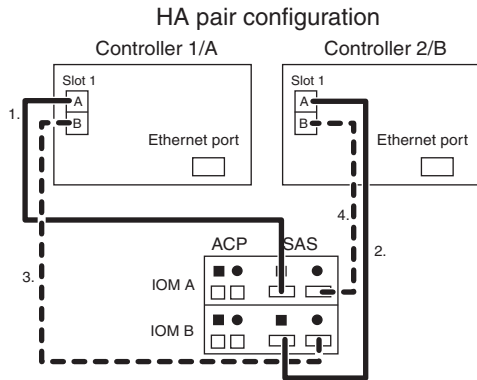 HA pair configuration
Controller 1/A
Controller 2/B
Slot 1
A
B
Ethernet port
Slot 1
A
B
Ethernet port
1.
4.
2.
3.
ACP
SAS
IOM A
IOM B